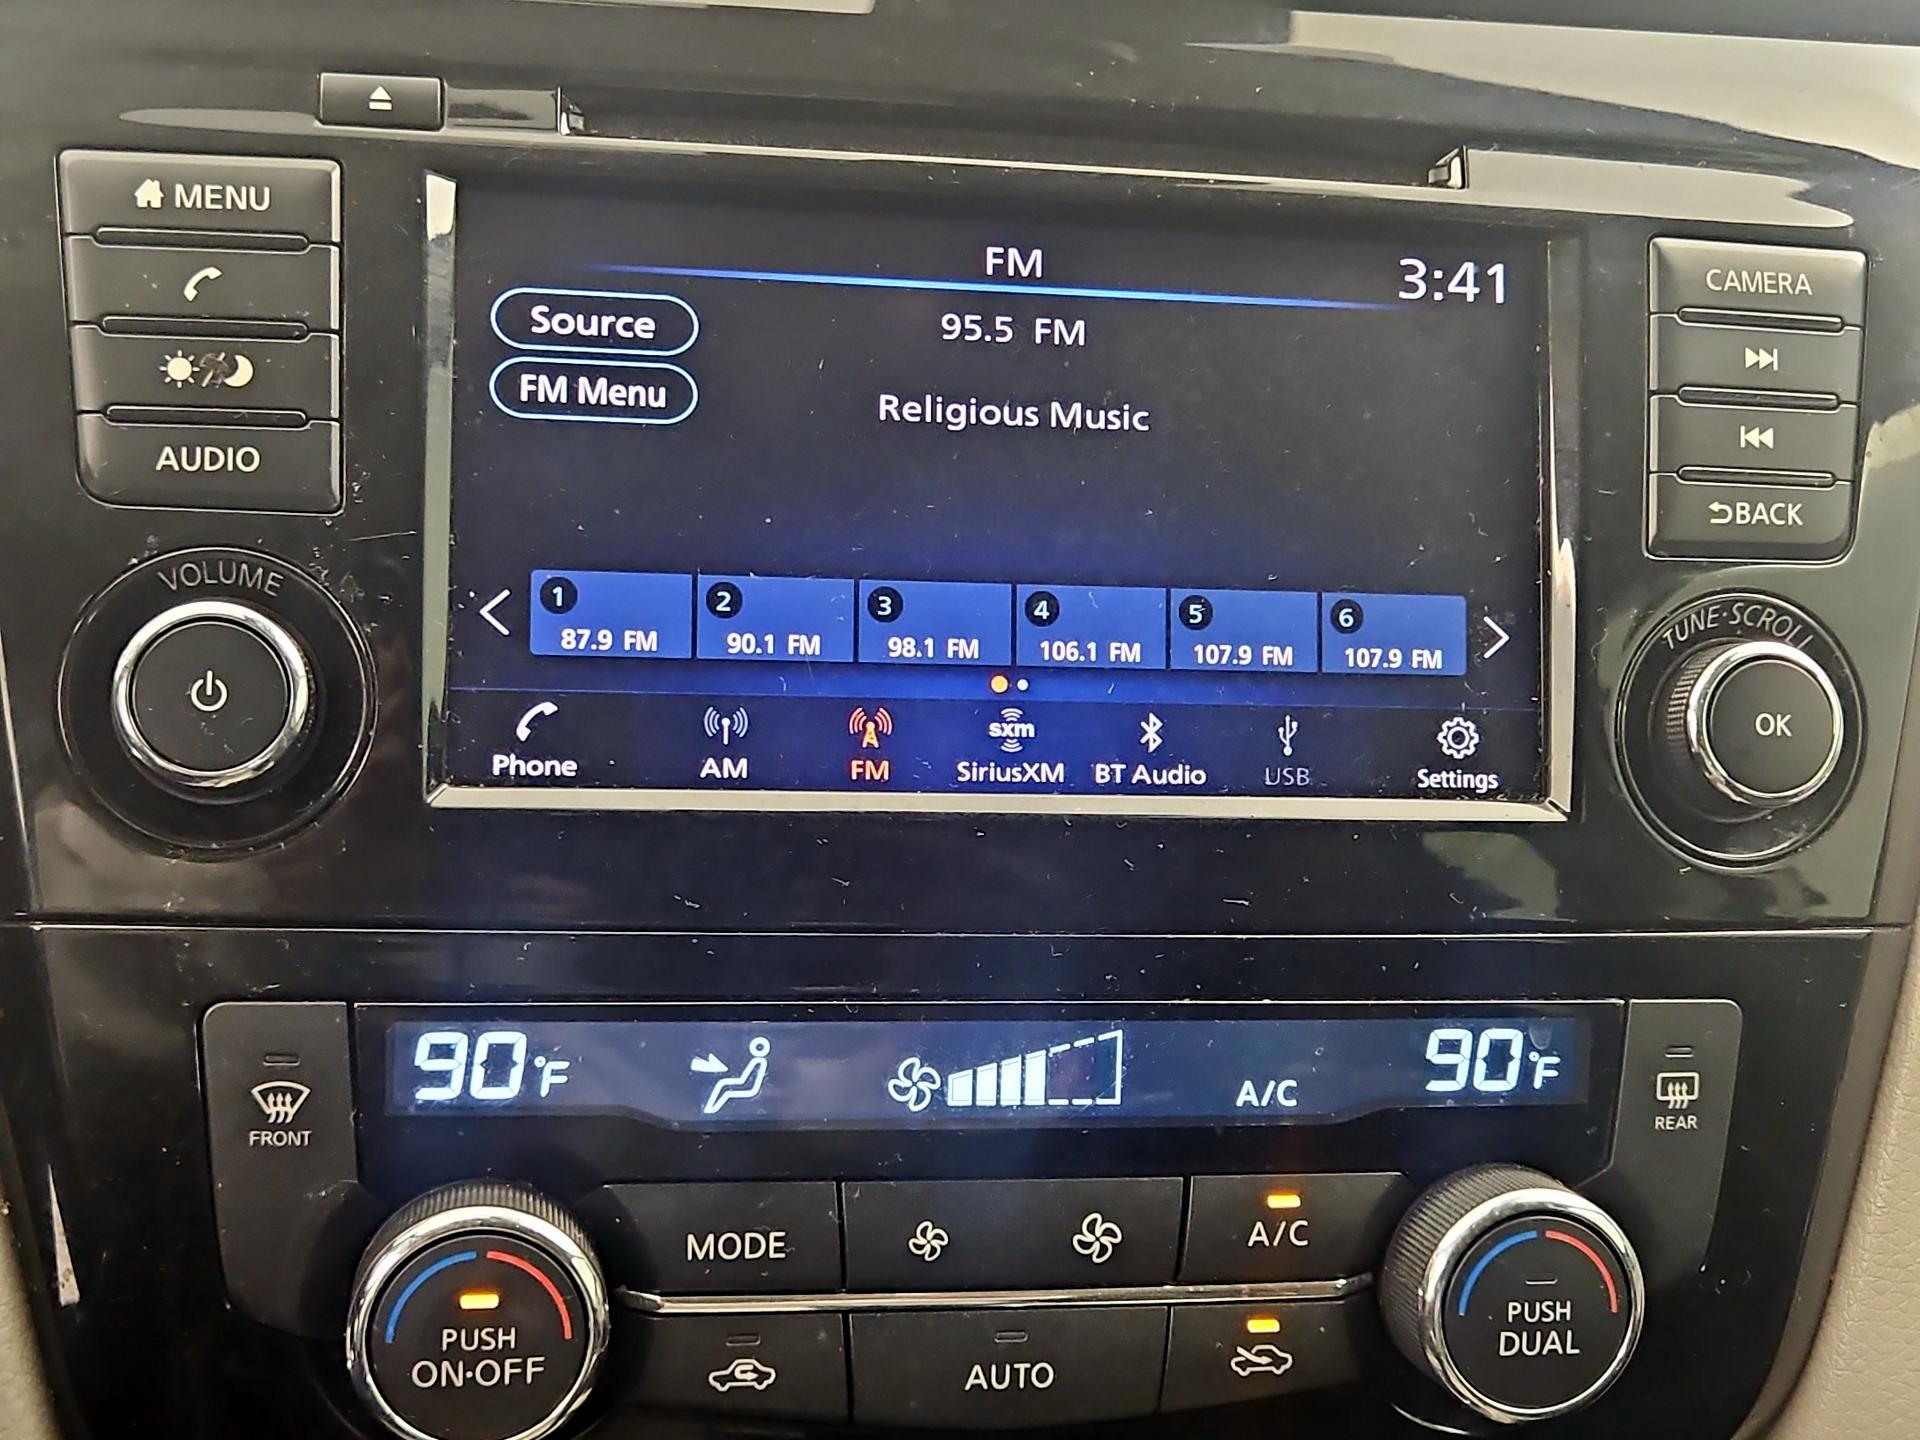 MENU
AUDIO
VOLUME
FM
3:41
Source
95.5 FM
FM Menu
Religious Music
1
2
3
4
5
6
87.9 FM
90.1 FM
98.1 FM
106.1 FM
107.9 FM
107.9 FM
sxm
Phone
AM
FM
SiriusXM
BT Audio
USB
Settings
CAMERA
BACK
TUNE·SCROLL
OK
90°F
A/C
90°F
FRONT
REAR
MODE
A/C
PUSH
ON·OFF
AUTO
PUSH
DUAL